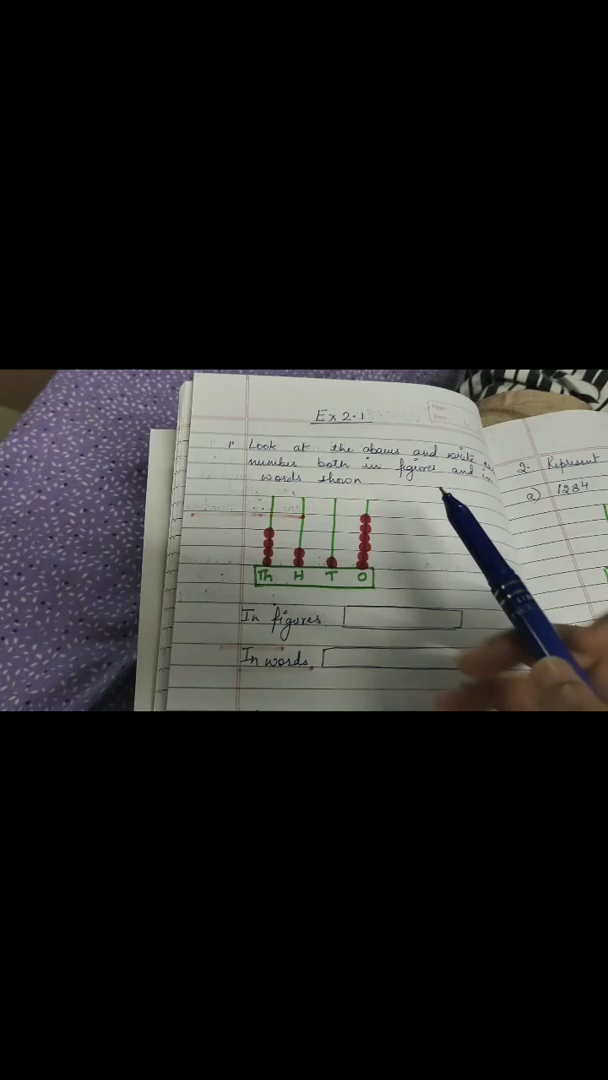 Ex 2.1
1. Look at the abacus and write
number both in figures and in
words shown
Th H T O
In figures
In words
2. Represent
a) 1234